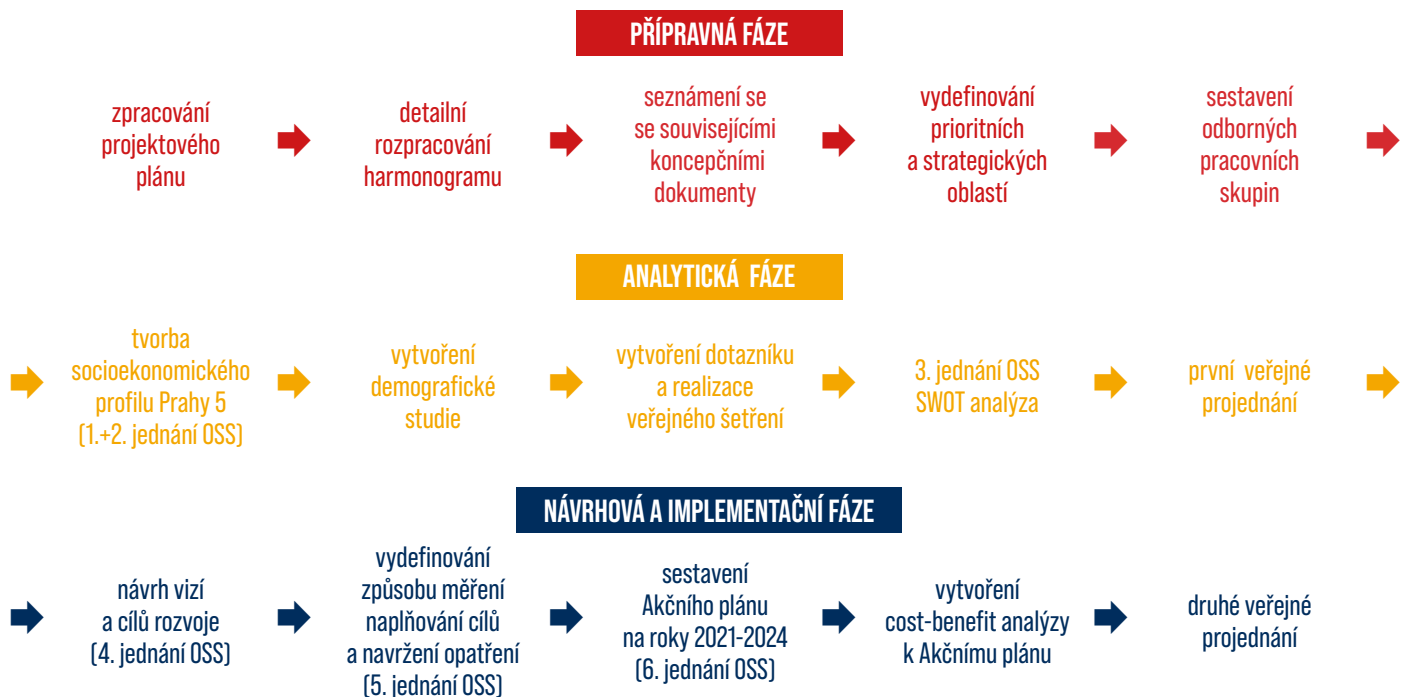 PŘÍPRAVNÁ FÁZE
zpracování
projektového
plánu
detailní
rozpracování
harmonogramu
seznámení se
se souvisejícími
koncepčními
dokumenty
vydefinování
prioritních
a strategických
oblastí
sestavení
odborných
pracovních
skupin
ANALYTICKÁ FÁZE
tvorba
socioekonomického
profilu Prahy 5
(1.+2. jednání OSS)
vytvoření
demografické
studie
vytvoření dotazníku
a realizace
veřejného šetření
3. jednání OSS
SWOT analýza
první veřejné
projednání
NÁVRHOVÁ A IMPLEMENTAČNÍ FÁZE
návrh vizí
a cílů rozvoje
(4. jednání OSS)
vydefinování
způsobu měření
naplňování cílů
a navržení opatření
(5. jednání OSS)
sestavení
Akčního plánu
na roky 2021-2024
(6. jednání OSS)
vytvoření
cost-benefit analýzy
k Akčnímu plánu
druhé veřejné
projednání